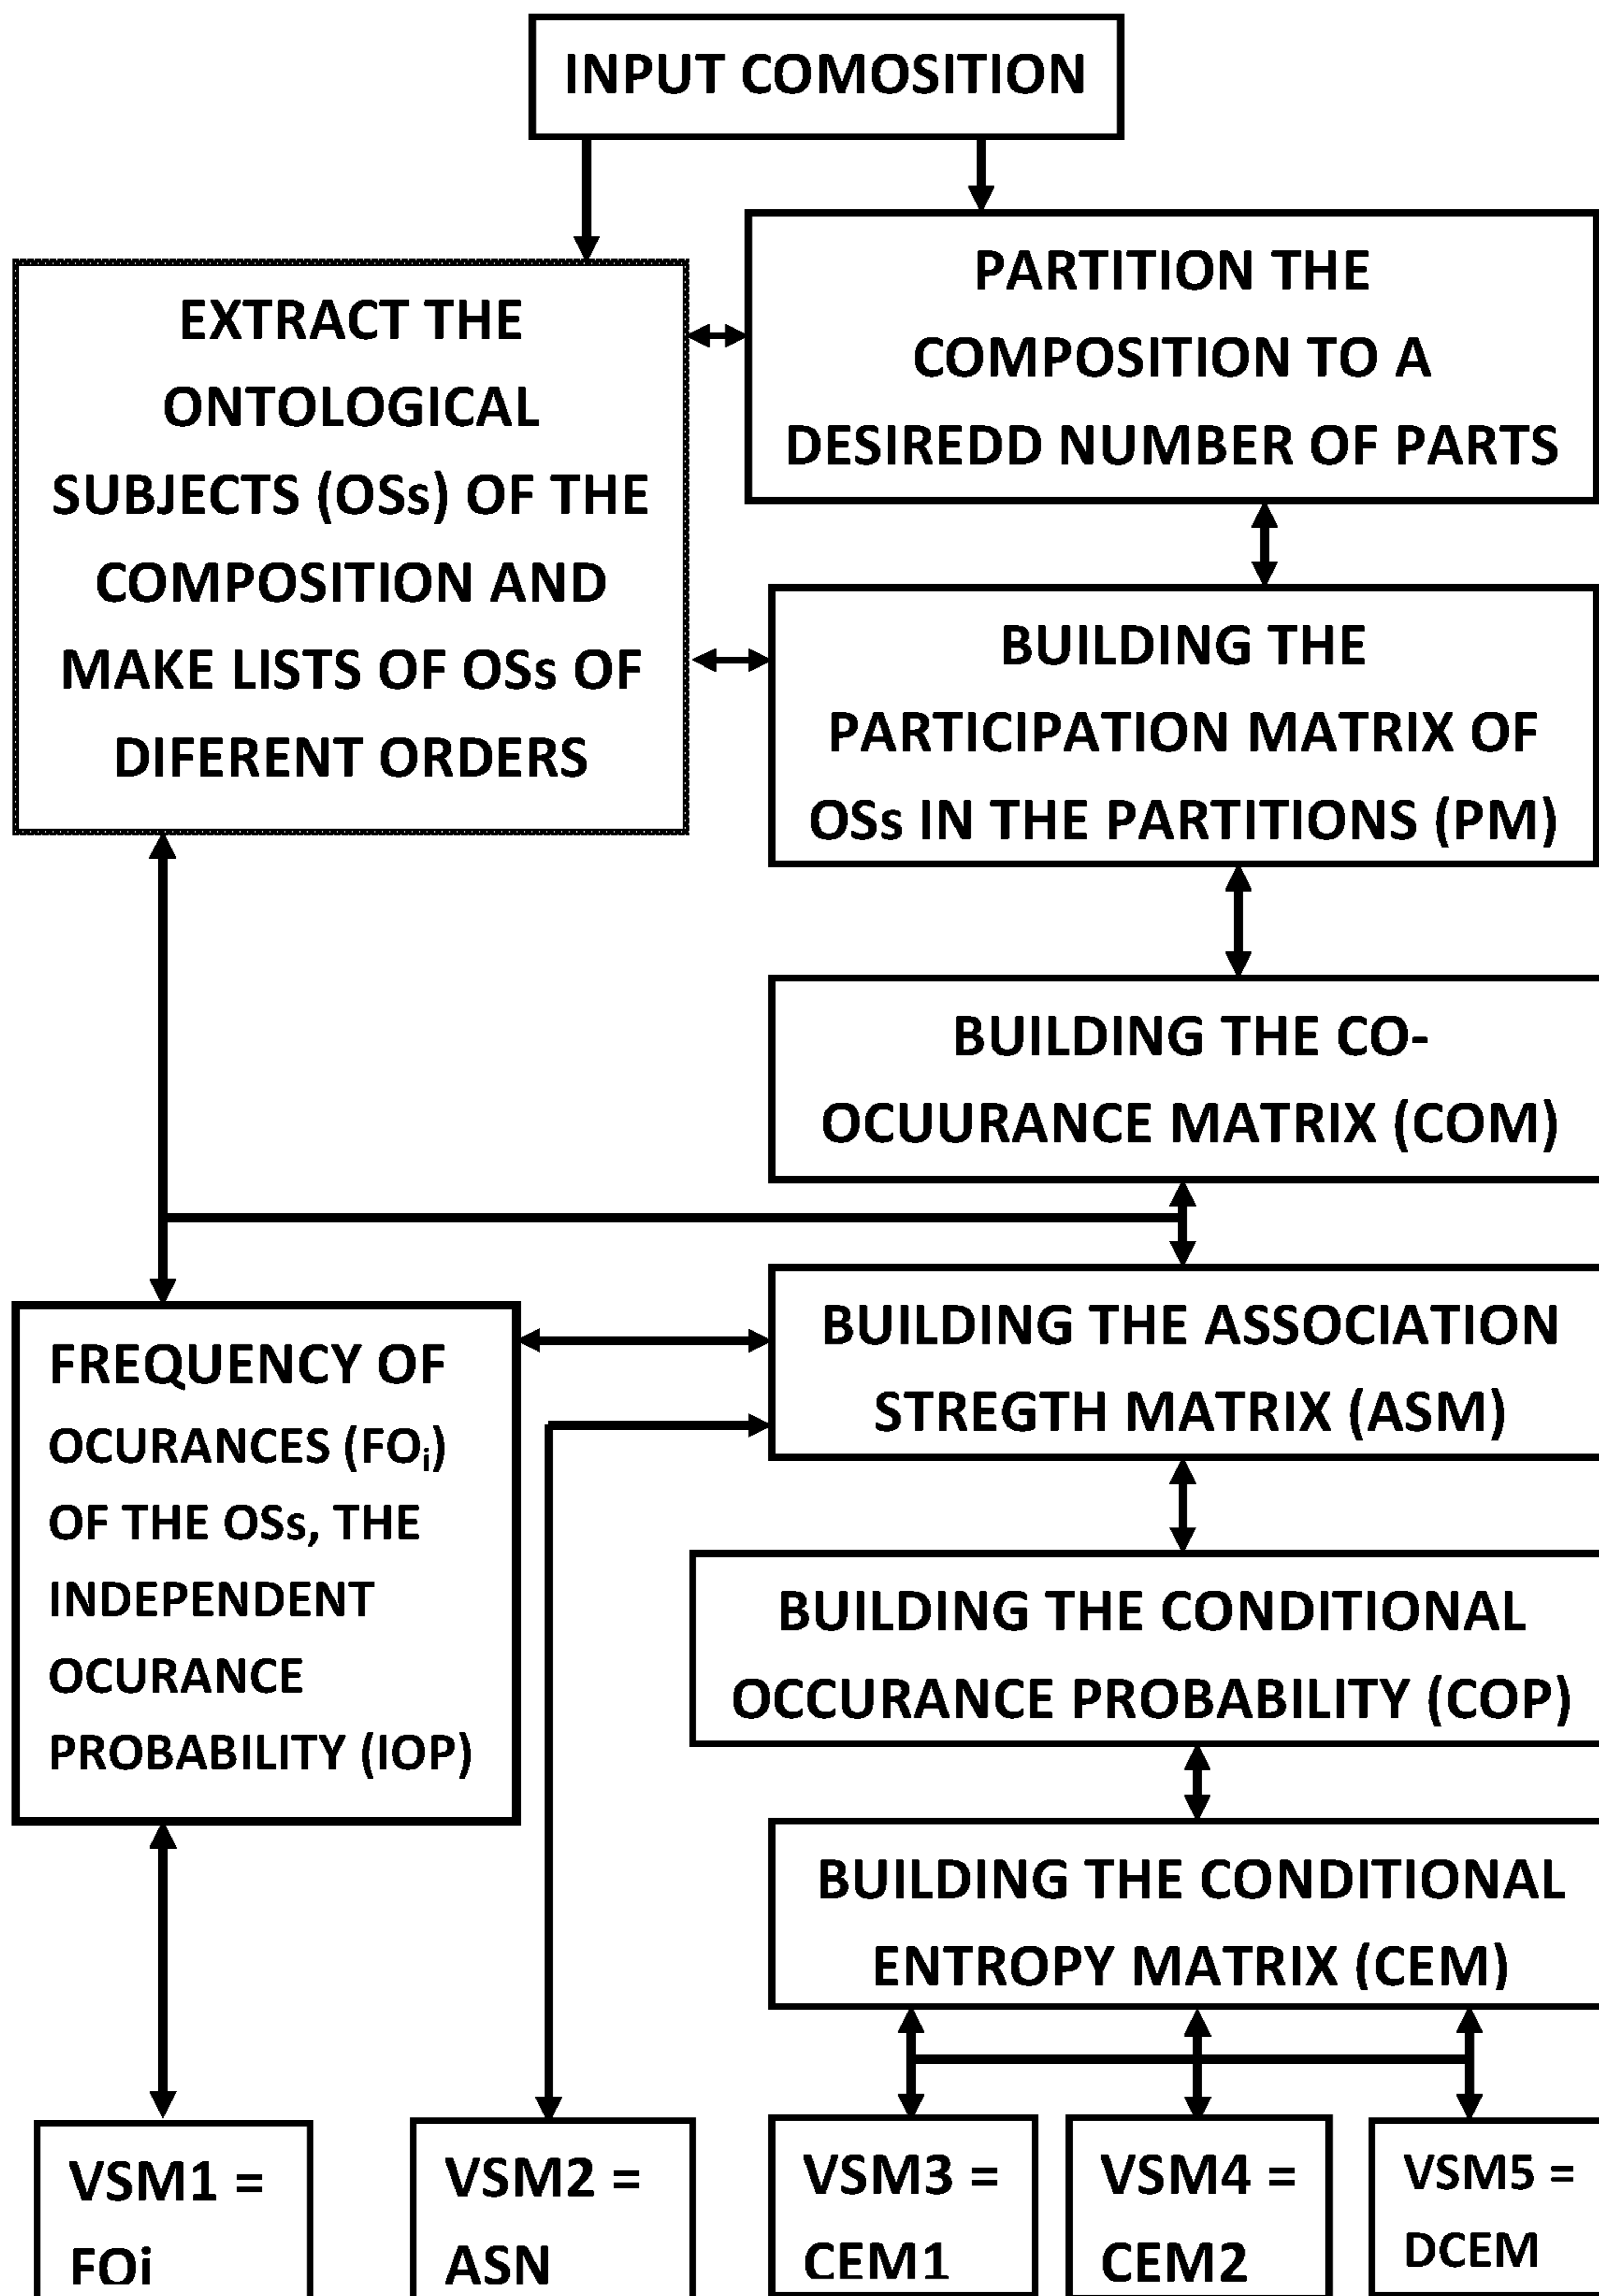 INPUT COMOSITION
EXTRACT THE
ONTOLOGICAL
SUBJECTS (OSs) OF THE
COMPOSITION AND
MAKE LISTS OF OSs OF
DIFERENT ORDERS
PARTITION THE
COMPOSITION TO A
DESIREDD NUMBER OF PARTS
BUILDING THE
PARTICIPATION MATRIX OF
OSs IN THE PARTITIONS (PM)
BUILDING THE CO-
OCUURANCE MATRIX (COM)
BUILDING THE ASSOCIATION
STREGTH MATRIX (ASM)
FREQUENCY OF
OCURANCES (FOi)
OF THE OSs, THE
INDEPENDENT
OCURANCE
PROBABILITY (IOP)
BUILDING THE CONDITIONAL
OCCURANCE PROBABILITY (COP)
BUILDING THE CONDITIONAL
ENTROPY MATRIX (CEM)
VSM1 =
FOi
VSM2 =
ASN
VSM3 =
CEM1
VSM4 =
CEM2
VSM5 =
DCEM